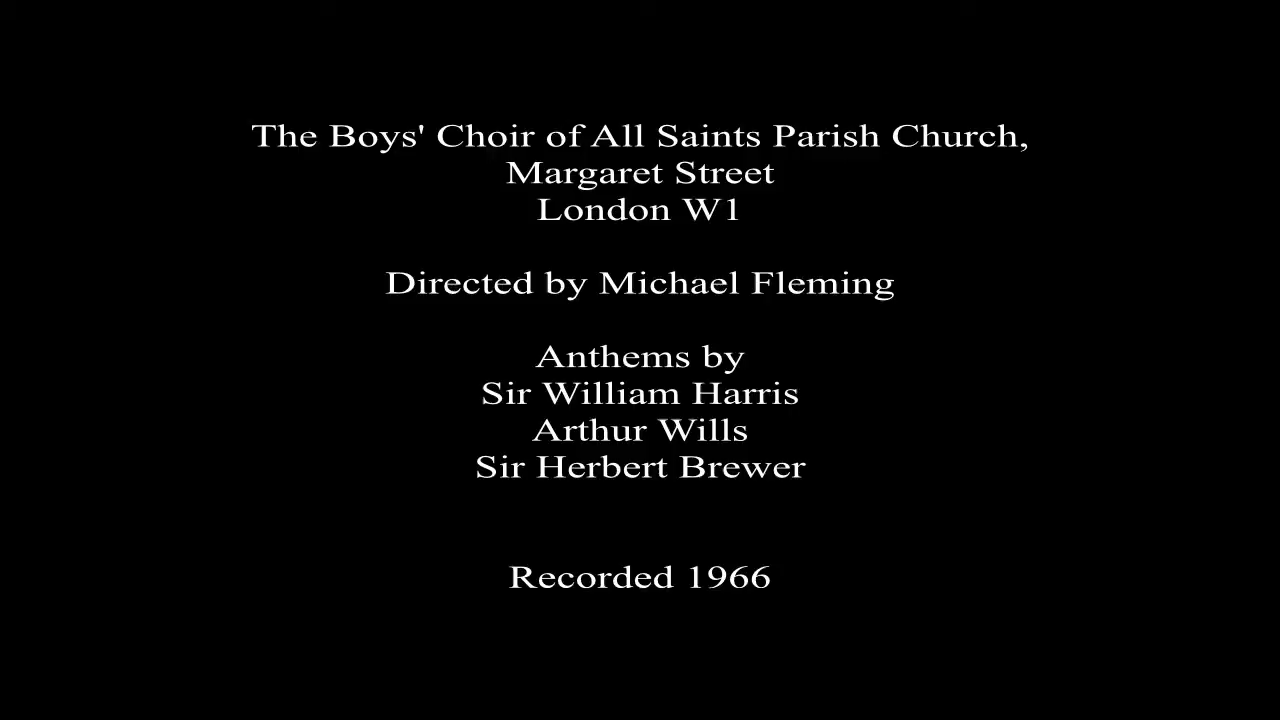 The Boys' Choir of All Saints Parish Church,
Margaret Street
London W1
Directed by Michael Fleming
Anthems by
Sir William Harris
Arthur Wills
Sir Herbert Brewer
Recorded 1966